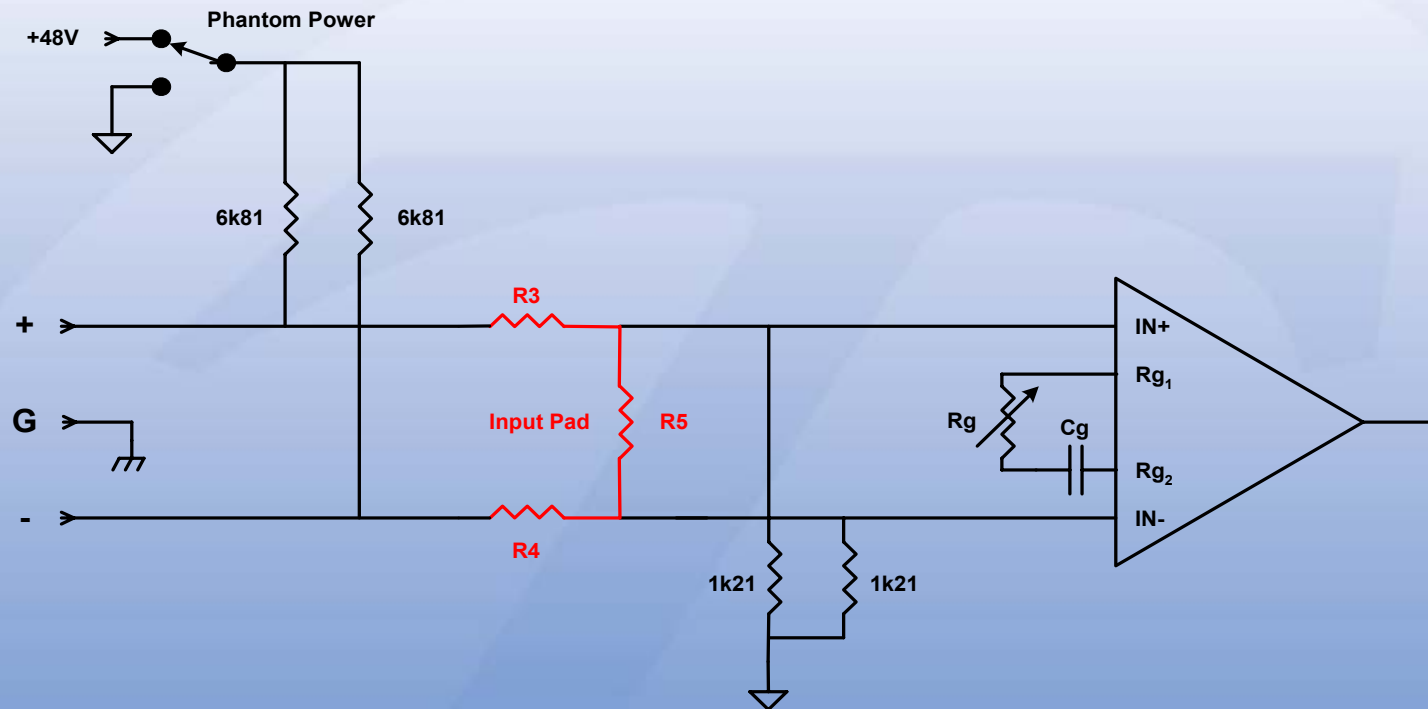 Phantom Power
+48V
6k81
6k81
R3
+
IN+
Rg1
Input Pad
R5
G
Rg
Cg
Rg2
-
IN-
R4
1k21
1k21